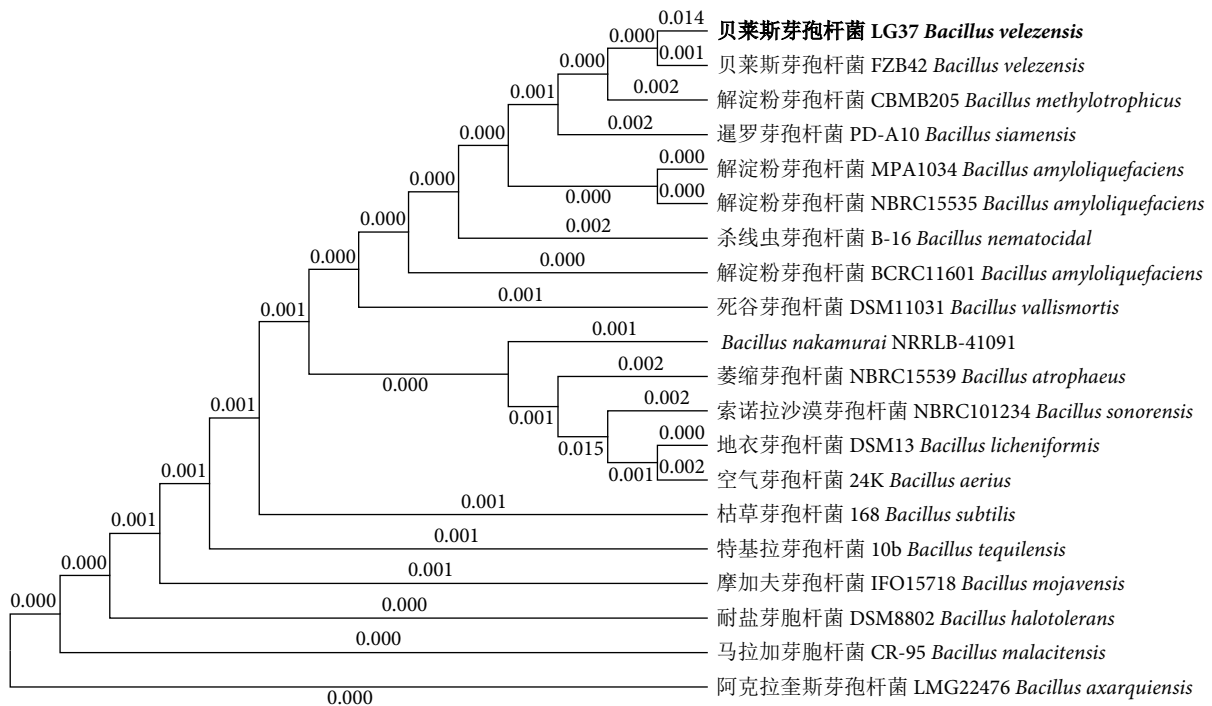 0.014
贝莱斯芽孢杆菌 LG37 Bacillus velezensis
0.000
0.001
贝莱斯芽孢杆菌 FZB42 Bacillus velezensis
0.000
0.002
解淀粉芽孢杆菌 CBMB205 Bacillus methylotrophicus
0.001
0.002
暹罗芽孢杆菌 PD-A10 Bacillus siamensis
0.000
0.000
解淀粉芽孢杆菌 MPA1034 Bacillus amyloliquefaciens
0.000
0.000
0.000
解淀粉芽孢杆菌 NBRC15535 Bacillus amyloliquefaciens
0.000
0.002
杀线虫芽孢杆菌 B-16 Bacillus nematocidal
0.000
0.000
解淀粉芽孢杆菌 BCRC11601 Bacillus amyloliquefaciens
0.001
0.001
死谷芽孢杆菌 DSM11031 Bacillus vallismortis
0.001
Bacillus nakamurai NRRLB-41091
0.000
0.002
萎缩芽孢杆菌 NBRC15539 Bacillus atrophaeus
0.001
0.001
0.002
索诺拉沙漠芽孢杆菌 NBRC101234 Bacillus sonorensis
0.015
0.000
地衣芽孢杆菌 DSM13 Bacillus licheniformis
0.001
0.001
0.002
空气芽孢杆菌 24K Bacillus aerius
0.001
枯草芽孢杆菌 168 Bacillus subtilis
0.001
0.001
特基拉芽孢杆菌 10b Bacillus tequilensis
0.000
0.001
摩加夫芽孢杆菌 IFO15718 Bacillus mojavensis
0.000
0.000
耐盐芽胞杆菌 DSM8802 Bacillus halotolerans
0.000
马拉加芽胞杆菌 CR-95 Bacillus malacitensis
0.000
阿克拉奎斯芽孢杆菌 LMG22476 Bacillus axarquiensis